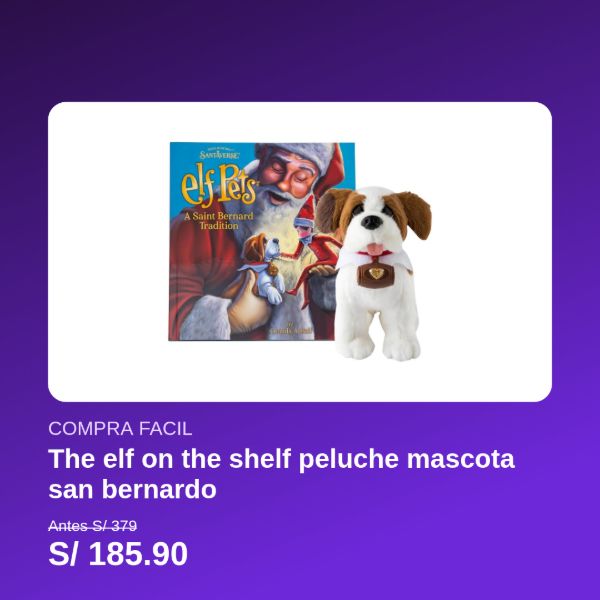 SANTAVERSE
elf Pets
A Saint Bernard
Tradition
COMPRA FACIL
The elf on the shelf peluche mascota
san bernardo
Antes S/ 379
S/ 185.90